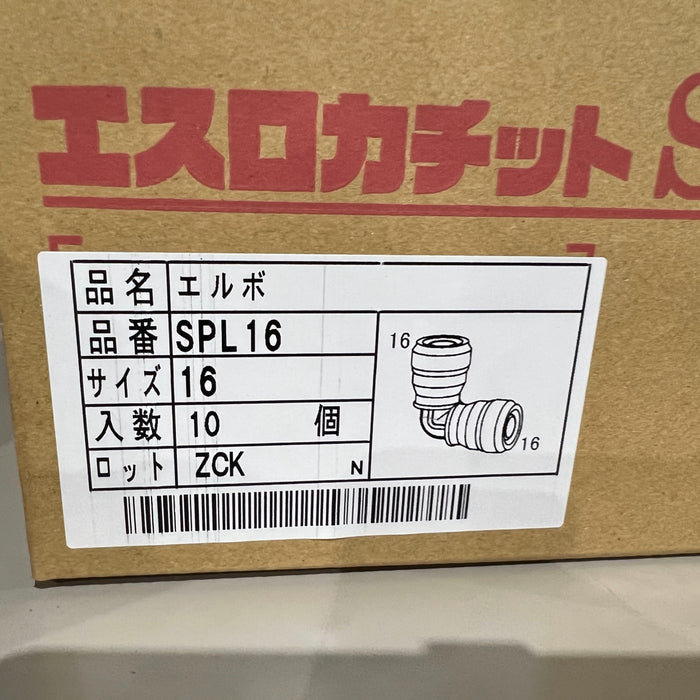 エスロカチット S
品名 エルボ
品番 SPL16
サイズ 16
入数 10 個
ロット ZCK N
16
16